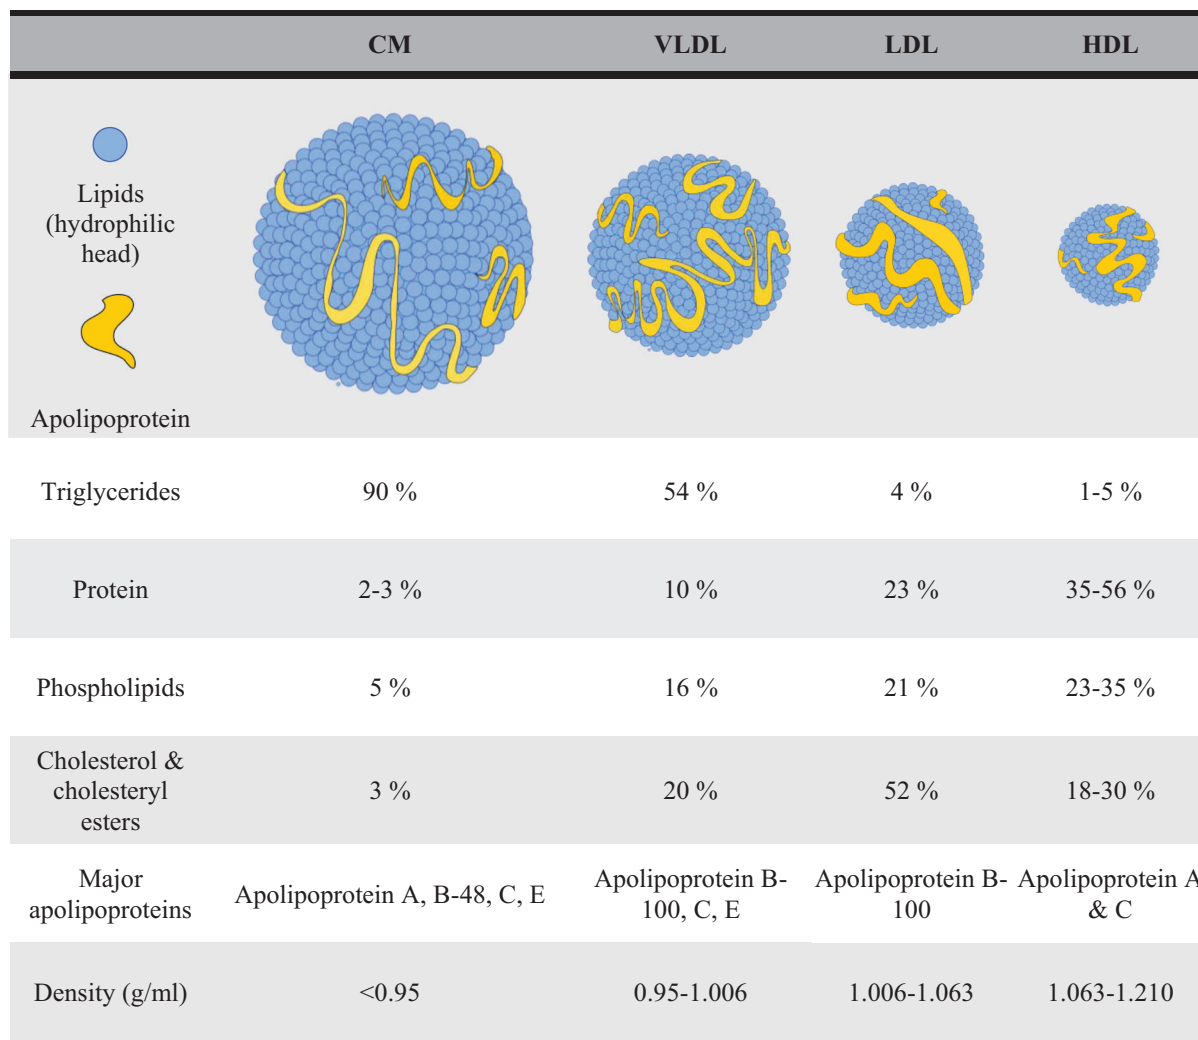 CM VLDL LDL HDL
Lipids
(hydrophilic
head)
Apolipoprotein
Triglycerides 90 % 54 % 4 % 1-5 %
Protein 2-3 % 10 % 23 % 35-56 %
Phospholipids 5 % 16 % 21 % 23-35 %
Cholesterol &
cholesteryl
esters
3 % 20 % 52 % 18-30 %
Major
apolipoproteins
Apolipoprotein A, B-48, C, E
Apolipoprotein B-
100, C, E
Apolipoprotein B-
100
Apolipoprotein A
& C
Density (g/ml) <0.95 0.95-1.006 1.006-1.063 1.063-1.210